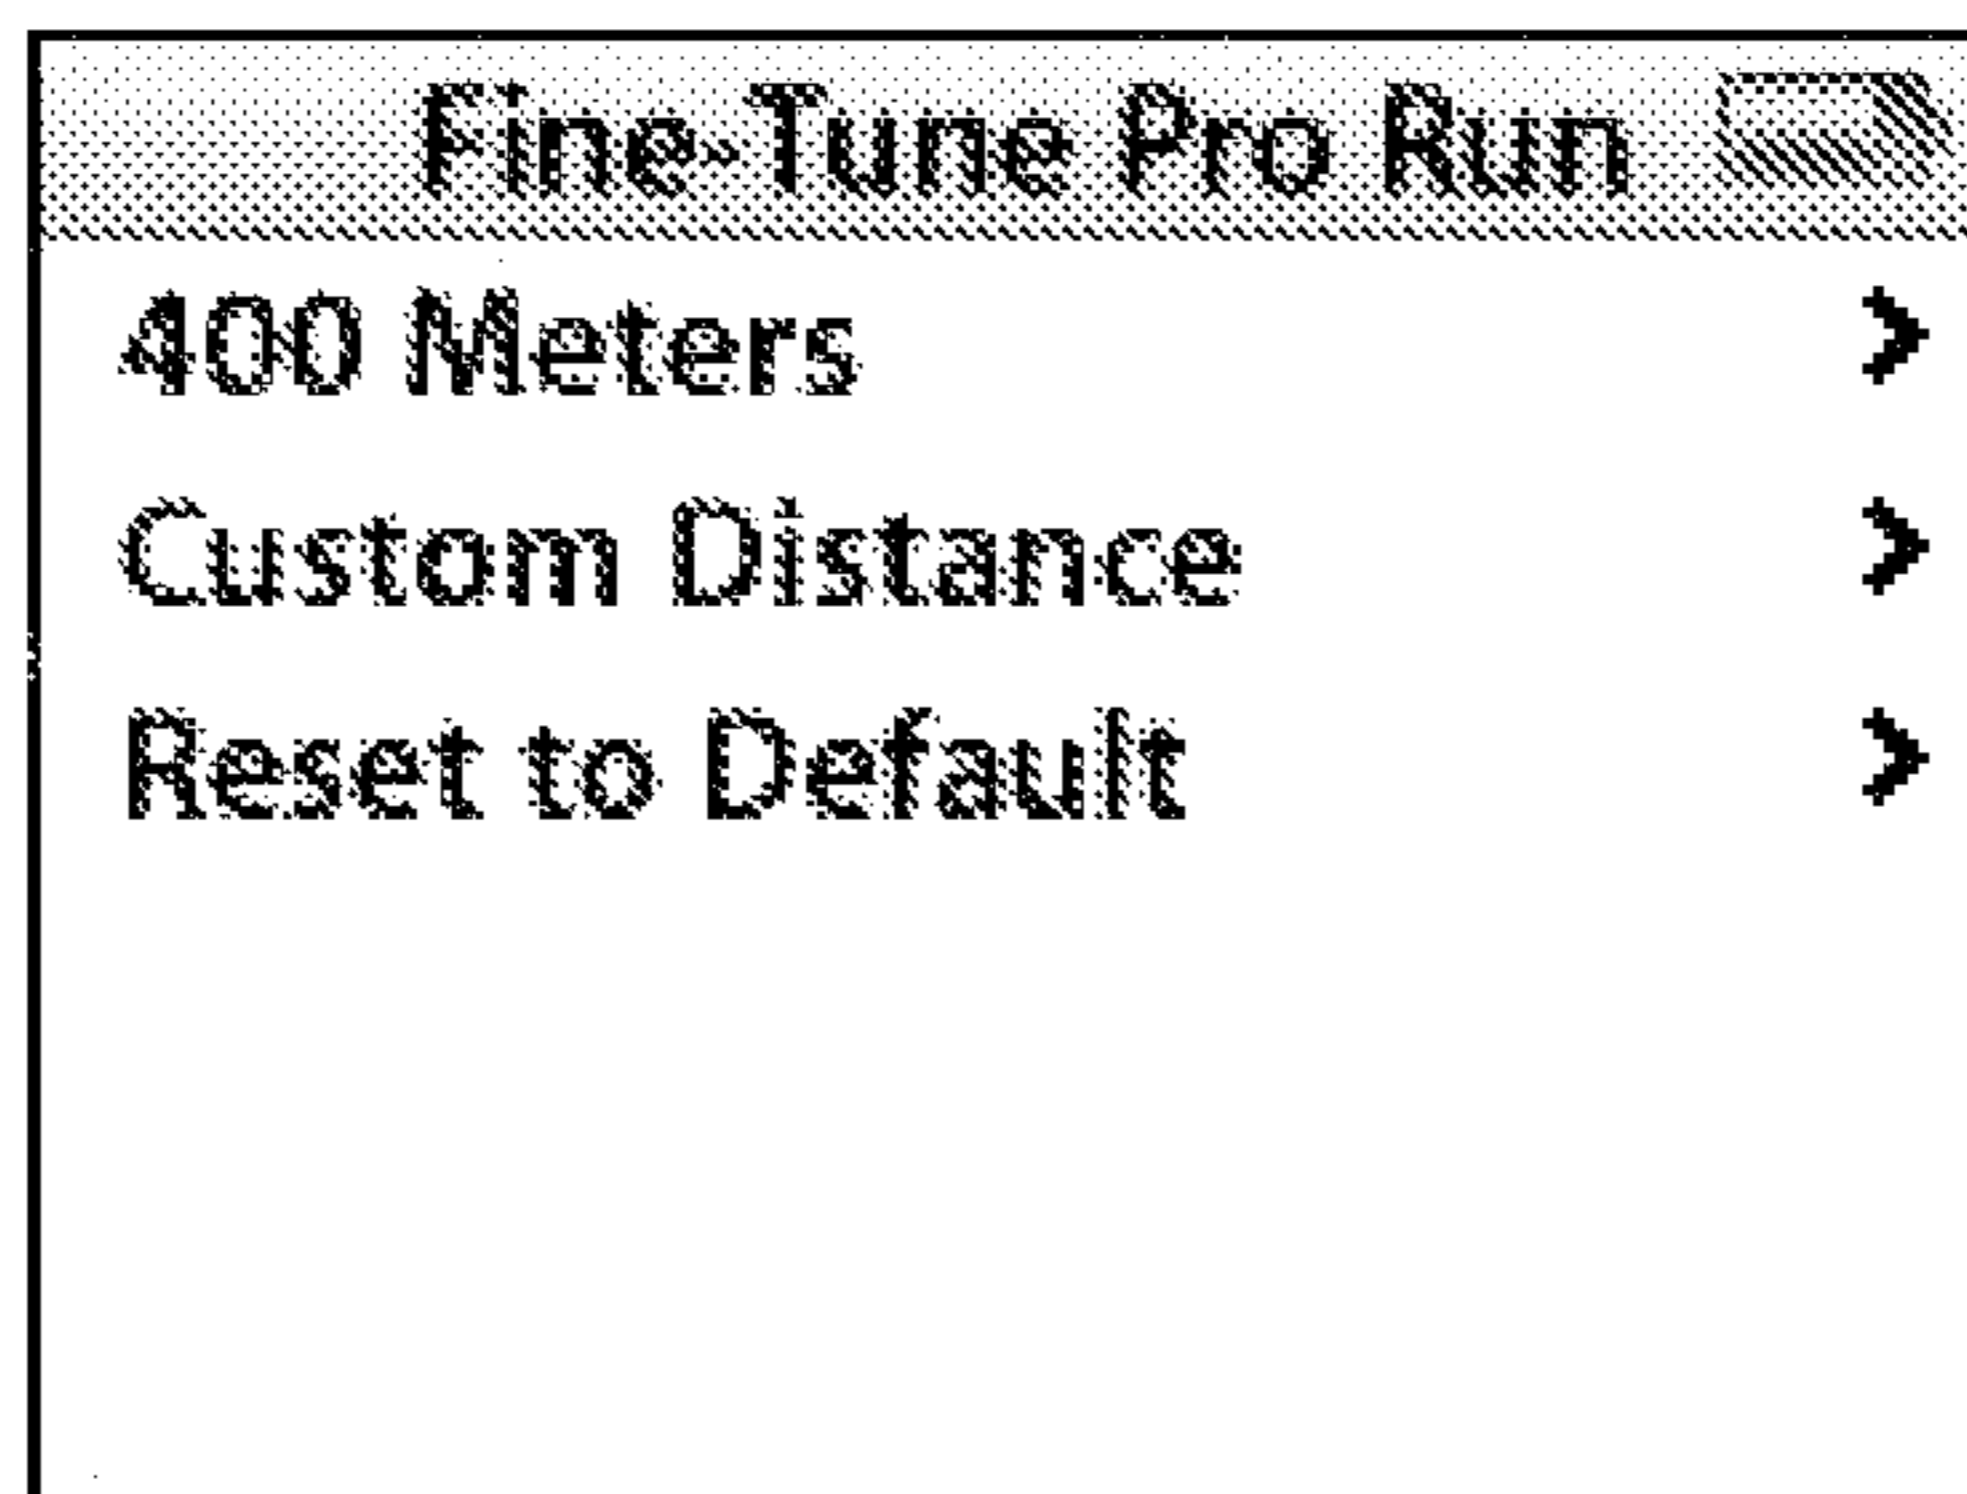 Fine-Tune Pro Run
400 Meters >
Custom Distance >
Reset to Default >